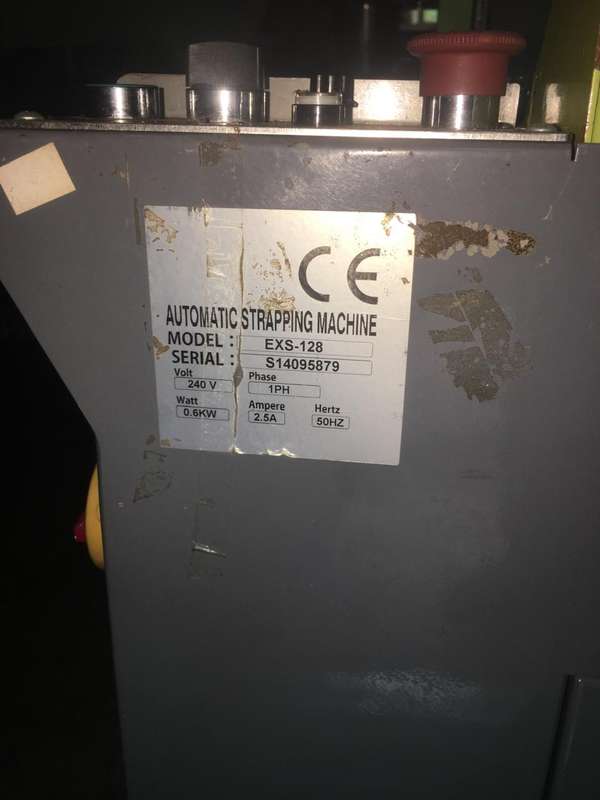 CE
AUTOMATIC STRAPPING MACHINE
MODEL : EXS-128
SERIAL : S14095879
Volt Phase
240 V 1PH
Watt Ampere Hertz
0.6KW 2.5A 50HZ